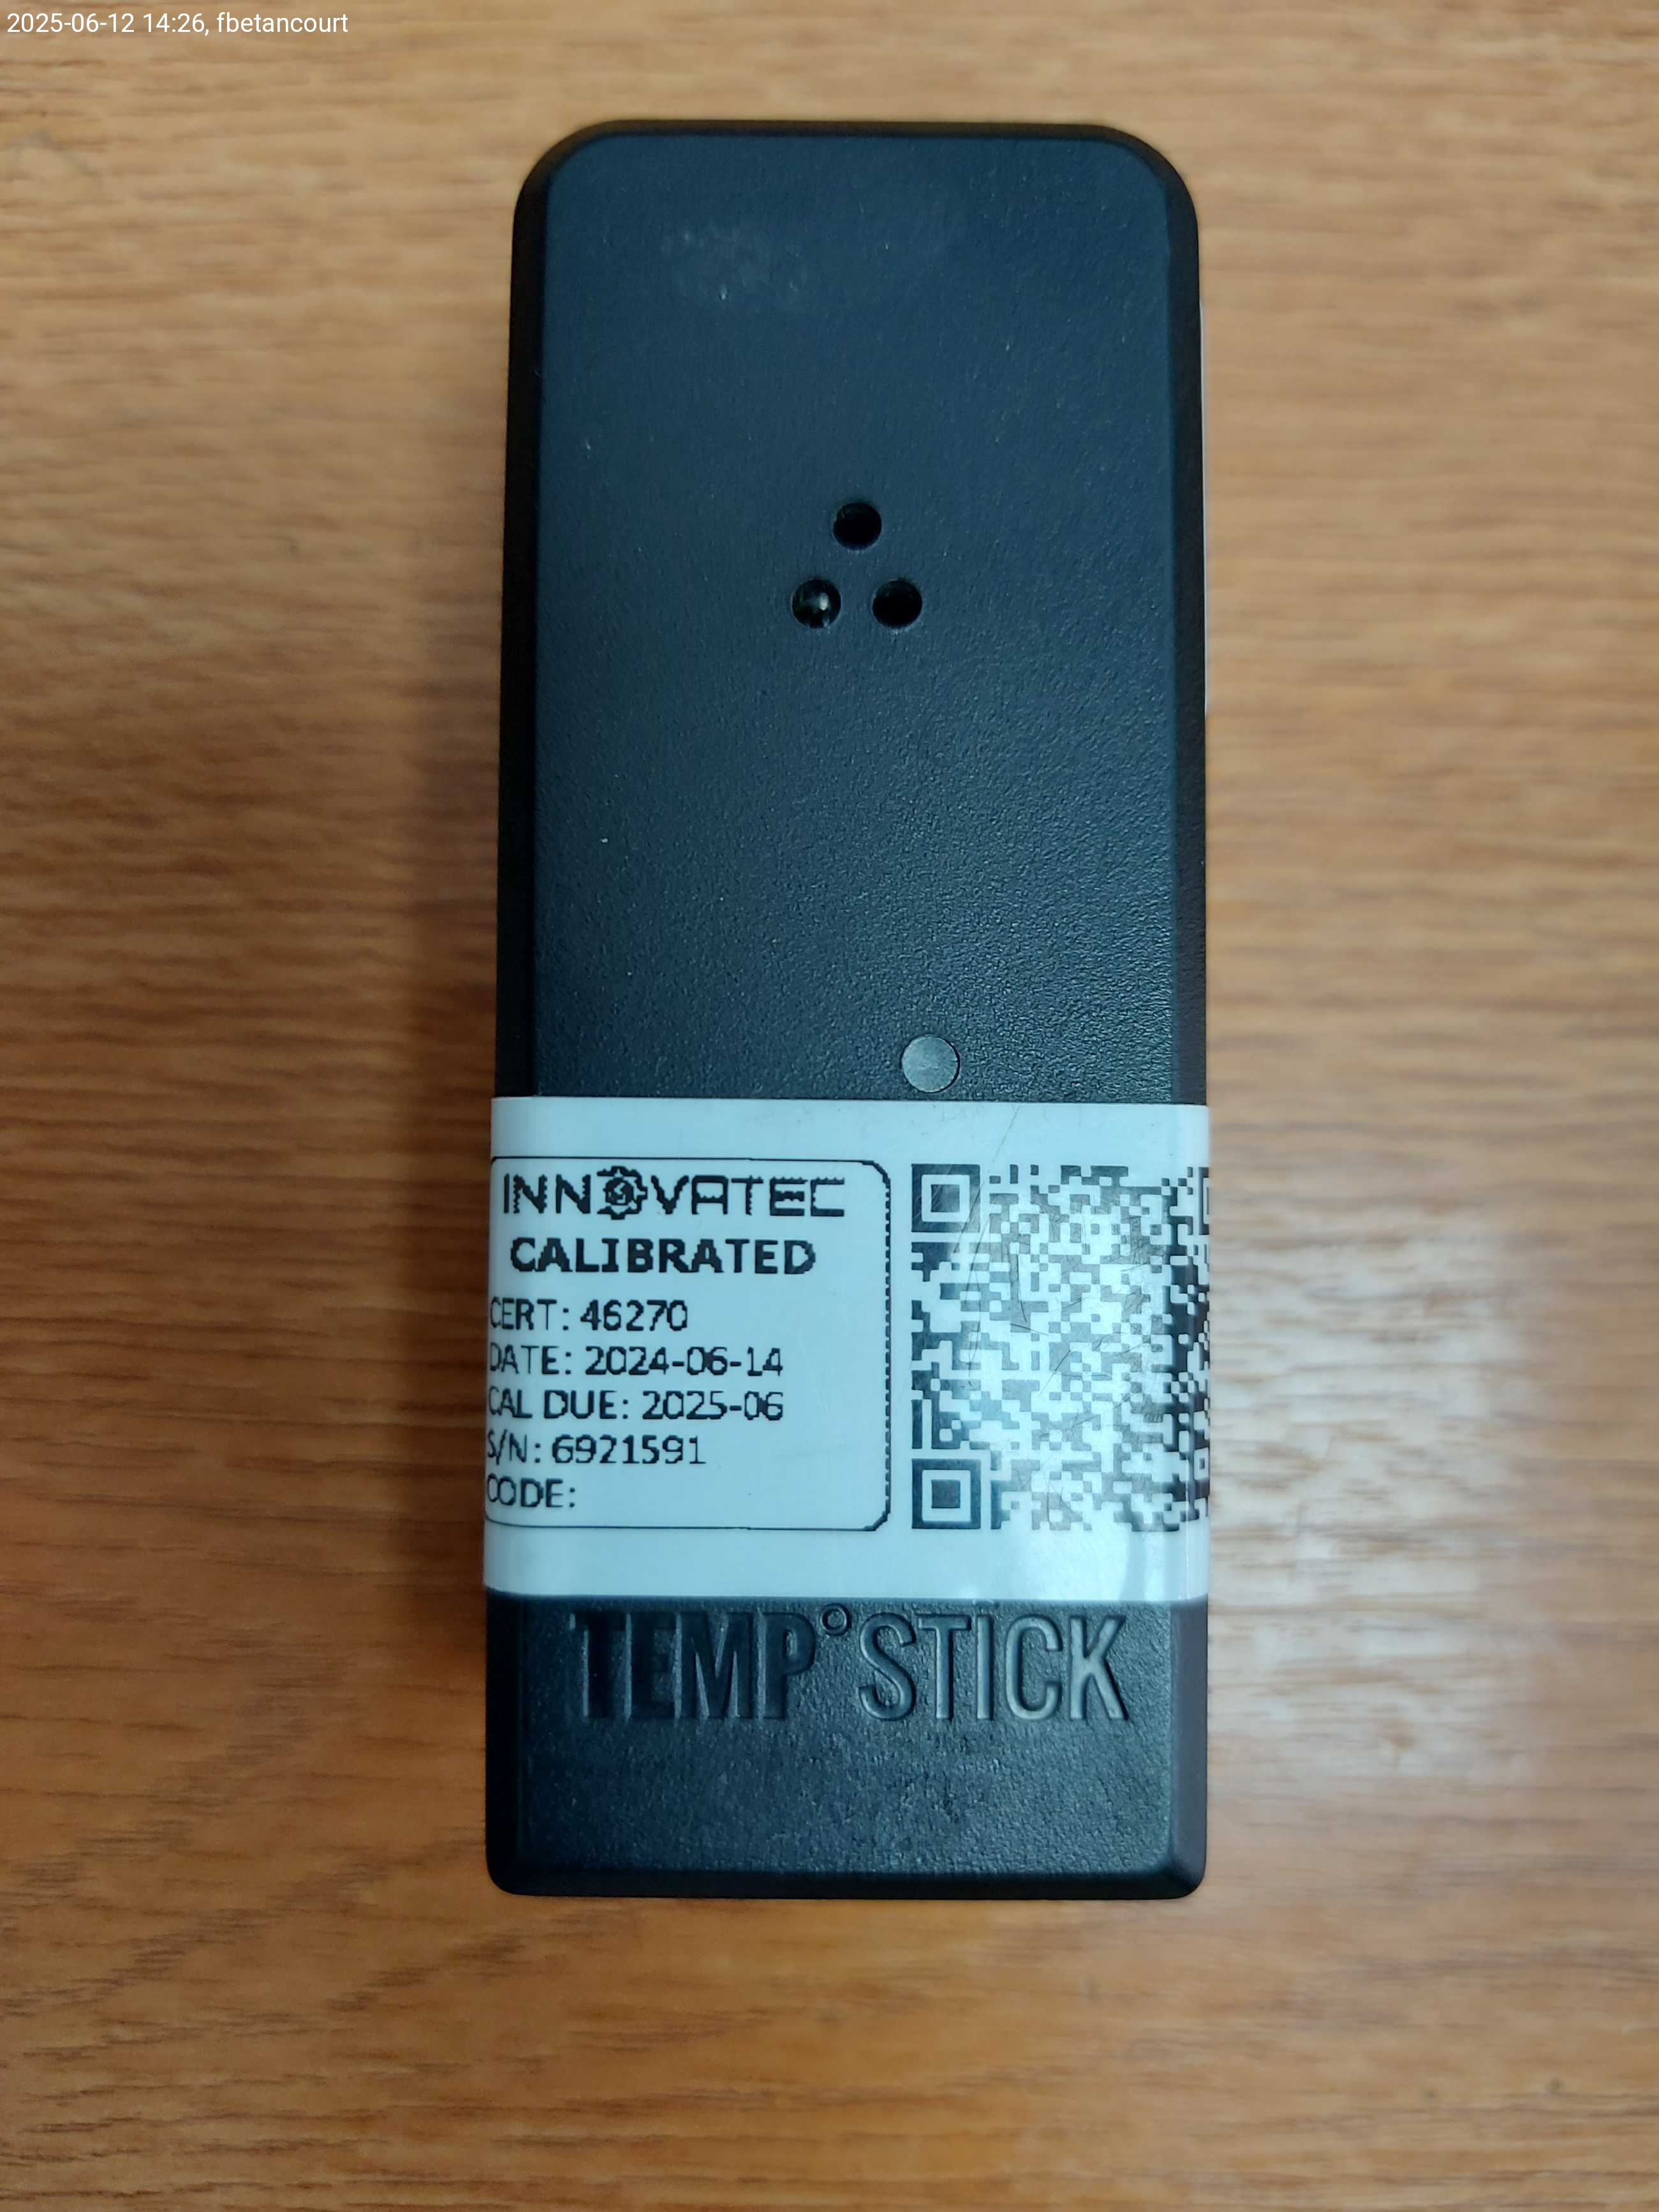 2025-06-12 14:26, fbetancourt
INNOVATEC
CALIBRATED
CERT: 46270
DATE: 2024-06-14
CAL DUE: 2025-06
S/N: 6921591
CODE:
TEMP°STICK